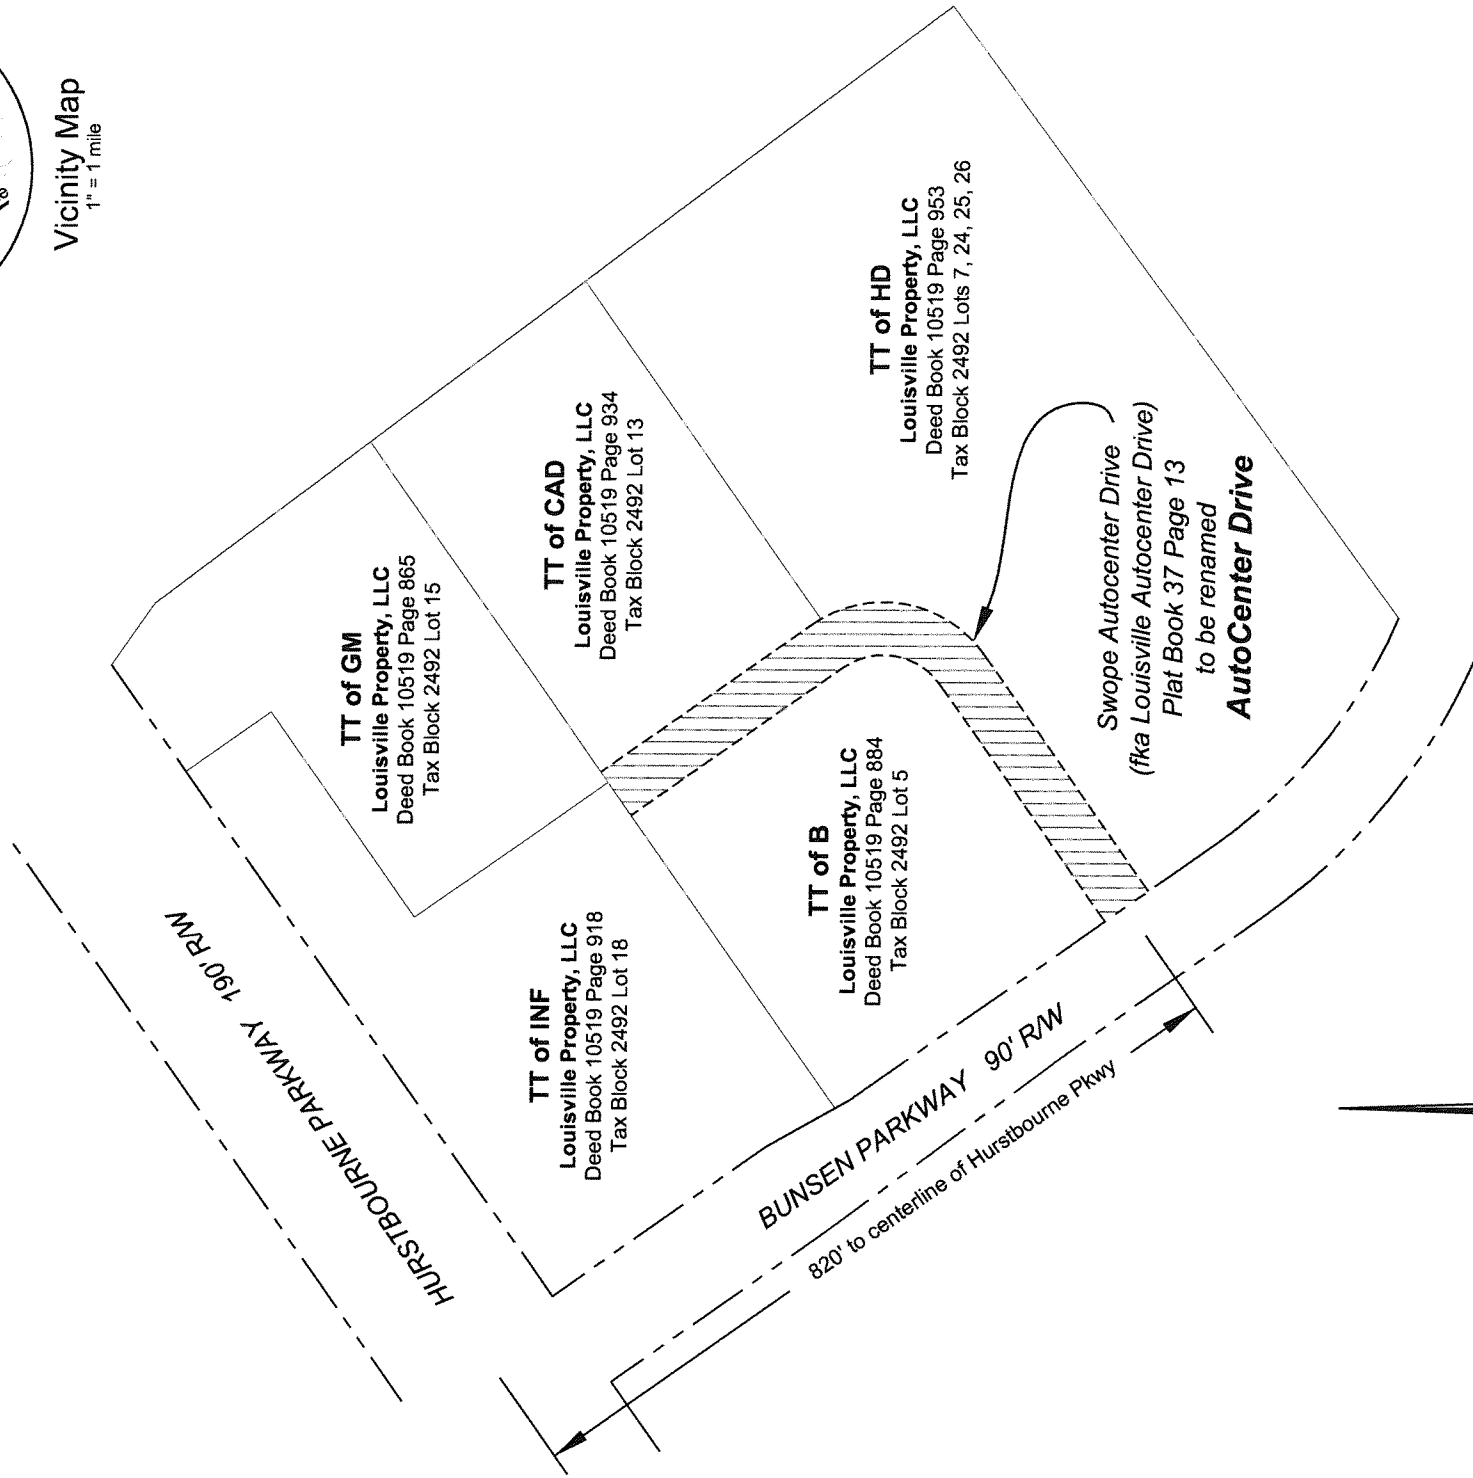 Vicinity Map
1" = 1 mile
HURSTBOURNE PARKWAY 190' R/W
TT of GM
Louisville Property, LLC
Deed Book 10519 Page 865
Tax Block 2492 Lot 15
TT of CAD
Louisville Property, LLC
Deed Book 10519 Page 934
Tax Block 2492 Lot 13
TT of HD
Louisville Property, LLC
Deed Book 10519 Page 953
Tax Block 2492 Lots 7, 24, 25, 26
TT of INF
Louisville Property, LLC
Deed Book 10519 Page 918
Tax Block 2492 Lot 18
TT of B
Louisville Property, LLC
Deed Book 10519 Page 884
Tax Block 2492 Lot 5
Swope Autocenter Drive
(fka Louisville Autocenter Drive)
Plat Book 37 Page 13
to be renamed
AutoCenter Drive
BUNSEN PARKWAY 90' R/W
820' to centerline of Hurstbourne Pkwy